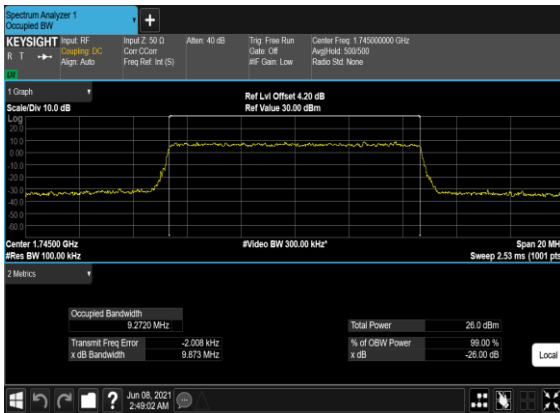 Spectrum Analyzer 1
Occupied BW
+
KEYSIGHT
R T
LXI
Input: RF
Coupling: DC
Align: Auto
Input Z: 50 Ω
Corr CCorr
Freq Ref: Int (S)
Atten: 40 dB
Trig: Free Run
Gate: Off
#IF Gain: Low
Center Freq: 1.745000000 GHz
Avg|Hold: 500/500
Radio Std: None
1 Graph
Scale/Div 10.0 dB
Ref Lvl Offset 4.20 dB
Ref Value 30.00 dBm
Log
20.0
10.0
0.00
-10.0
-20.0
-30.0
-40.0
-50.0
-60.0
Center 1.74500 GHz
#Res BW 100.00 kHz
#Video BW 300.00 kHz*
Span 20 MH
Sweep 2.53 ms (1001 pts
2 Metrics
Occupied Bandwidth
9.2720 MHz
Transmit Freq Error -2.008 kHz
x dB Bandwidth 9.873 MHz
Total Power 26.0 dBm
% of OBW Power 99.00 %
x dB -26.00 dB
Local
?
Jun 08, 2021
2:49:02 AM